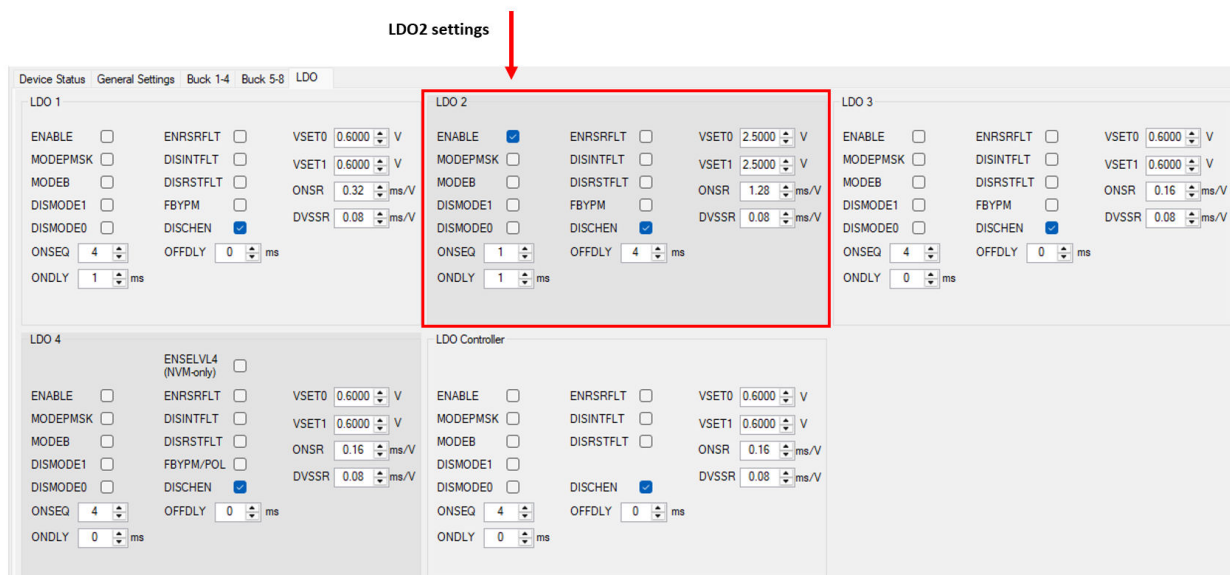 LDO2 settings
Device Status General Settings Buck 1-4 Buck 5-8 LDO
LDO 1
ENABLE ENRSRFLT VSET0 0.6000 V
MODEPMSK DISINTFLT VSET1 0.6000 V
MODEB DISRSTFLT ONSR 0.32 ms/V
DISMODE1 FBYPM DVSSR 0.08 ms/V
DISMODE0 DISCHEN
ONSEQ 4 OFFDLY 0 ms
ONDLY 1 ms
LDO 2
ENABLE ENRSRFLT VSET0 2.5000 V
MODEPMSK DISINTFLT VSET1 2.5000 V
MODEB DISRSTFLT ONSR 1.28 ms/V
DISMODE1 FBYPM DVSSR 0.08 ms/V
DISMODE0 DISCHEN
ONSEQ 1 OFFDLY 4 ms
ONDLY 1 ms
LDO 3
ENABLE ENRSRFLT VSET0 0.6000 V
MODEPMSK DISINTFLT VSET1 0.6000 V
MODEB DISRSTFLT ONSR 0.16 ms/V
DISMODE1 FBYPM DVSSR 0.08 ms/V
DISMODE0 DISCHEN
ONSEQ 4 OFFDLY 0 ms
ONDLY 0 ms
LDO 4
ENSELVL4
(NVM-only)
ENABLE ENRSRFLT VSET0 0.6000 V
MODEPMSK DISINTFLT VSET1 0.6000 V
MODEB DISRSTFLT ONSR 0.16 ms/V
DISMODE1 FBYPM/POL DVSSR 0.08 ms/V
DISMODE0 DISCHEN
ONSEQ 4 OFFDLY 0 ms
ONDLY 0 ms
LDO Controller
ENABLE ENRSRFLT VSET0 0.6000 V
MODEPMSK DISINTFLT VSET1 0.6000 V
MODEB DISRSTFLT ONSR 0.16 ms/V
DISMODE1 DVSSR 0.08 ms/V
DISMODE0 DISCHEN
ONSEQ 4 OFFDLY 0 ms
ONDLY 0 ms